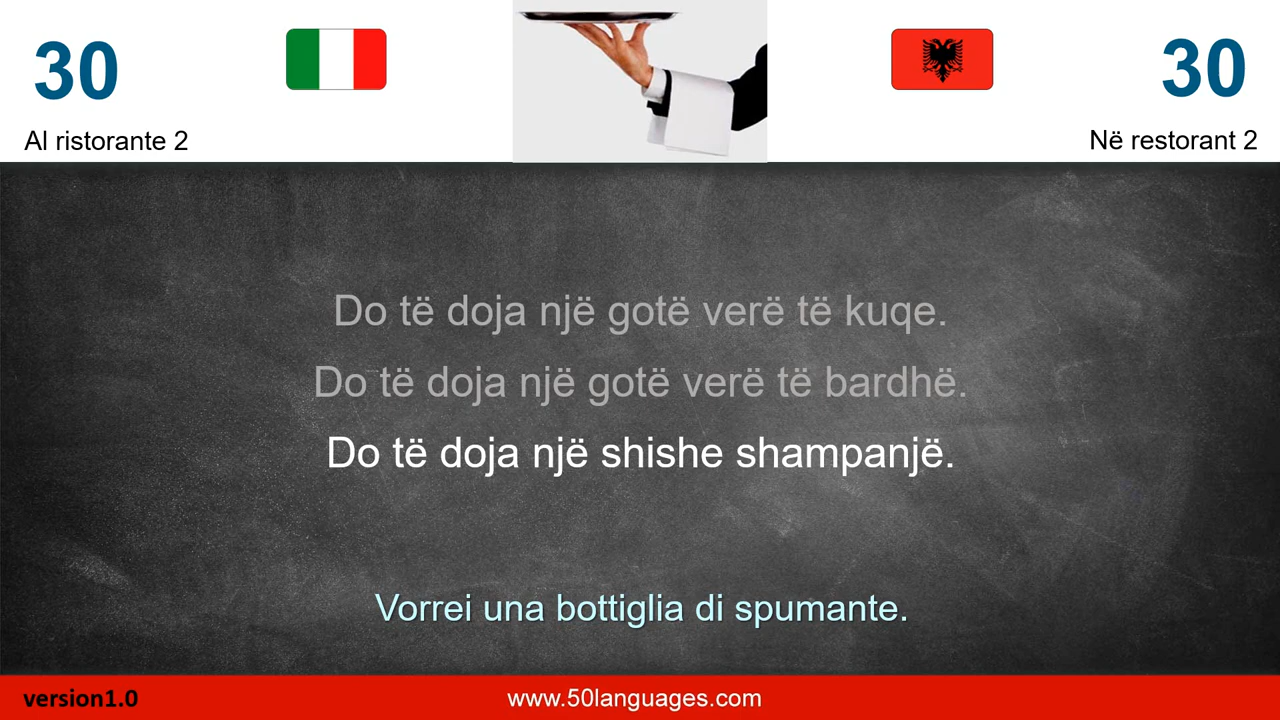 30
30
Al ristorante 2
Në restorant 2
Do të doja një gotë verë të kuqe.
Do të doja një gotë verë të bardhë.
Do të doja një shishe shampanjë.
Vorrei una bottiglia di spumante.
version1.0
www.50languages.com